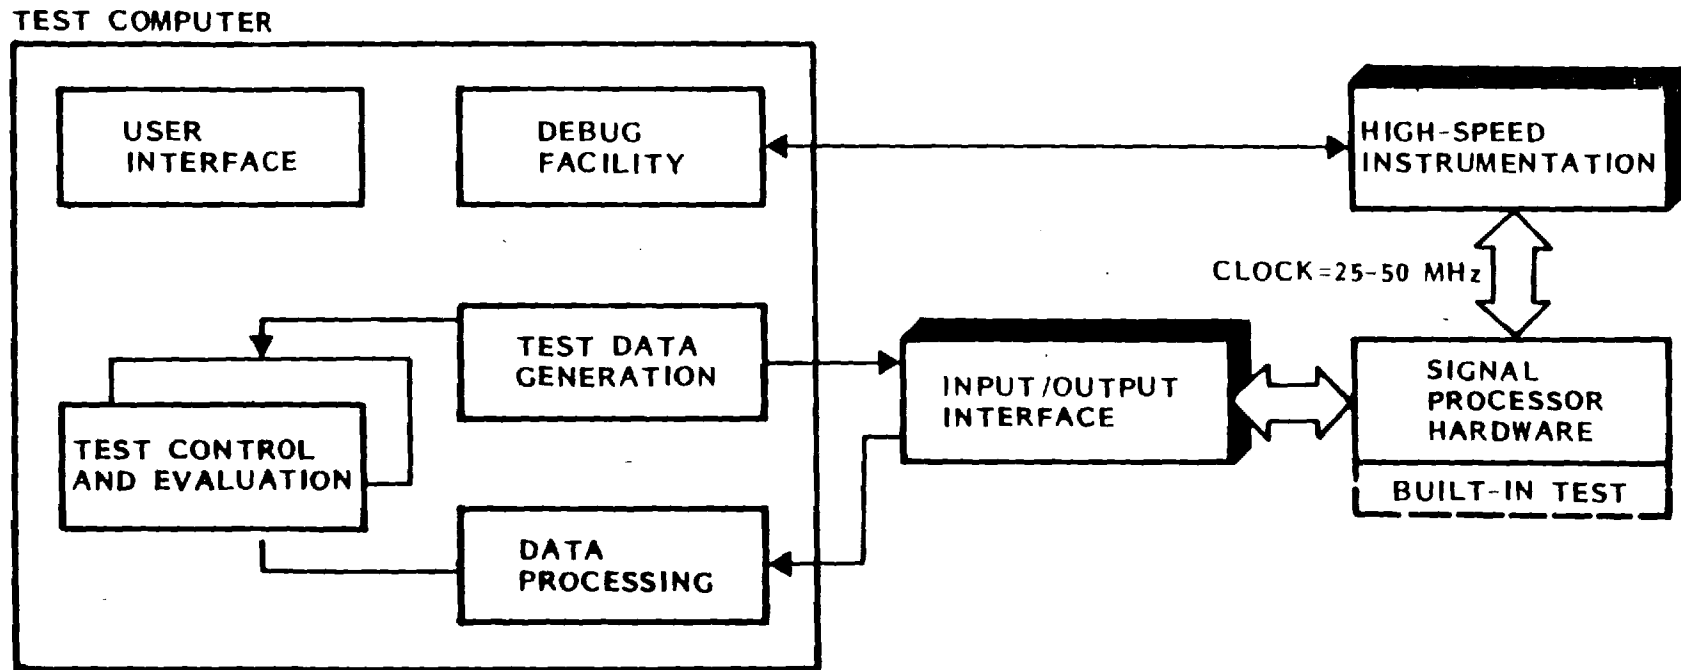 TEST COMPUTER
USER
INTERFACE
DEBUG
FACILITY
HIGH-SPEED
INSTRUMENTATION
CLOCK=25-50 MHz
TEST DATA
GENERATION
INPUT/OUTPUT
INTERFACE
SIGNAL
PROCESSOR
HARDWARE
BUILT-IN TEST
TEST CONTROL
AND EVALUATION
DATA
PROCESSING